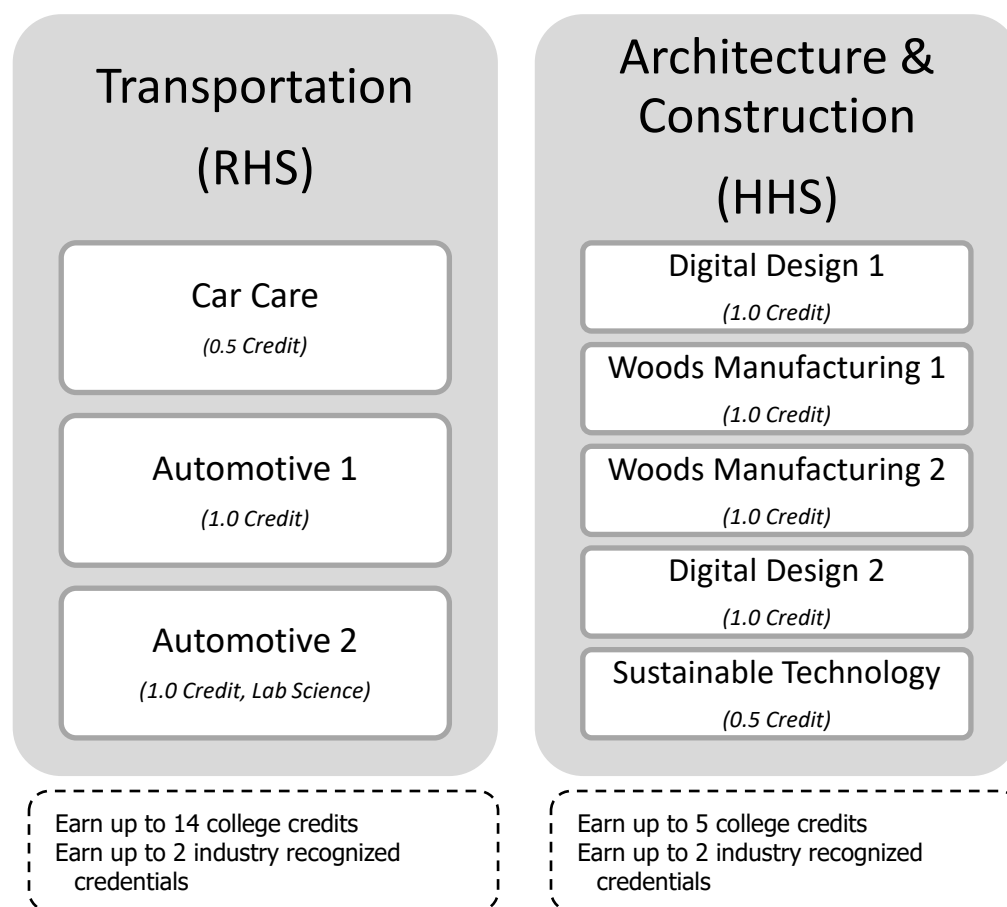 Transportation
(RHS)
Car Care
(0.5 Credit)
Automotive 1
(1.0 Credit)
Automotive 2
(1.0 Credit, Lab Science)
Earn up to 14 college credits
Earn up to 2 industry recognized
credentials
Architecture &
Construction
(HHS)
Digital Design 1
(1.0 Credit)
Woods Manufacturing 1
(1.0 Credit)
Woods Manufacturing 2
(1.0 Credit)
Digital Design 2
(1.0 Credit)
Sustainable Technology
(0.5 Credit)
Earn up to 5 college credits
Earn up to 2 industry recognized
credentials